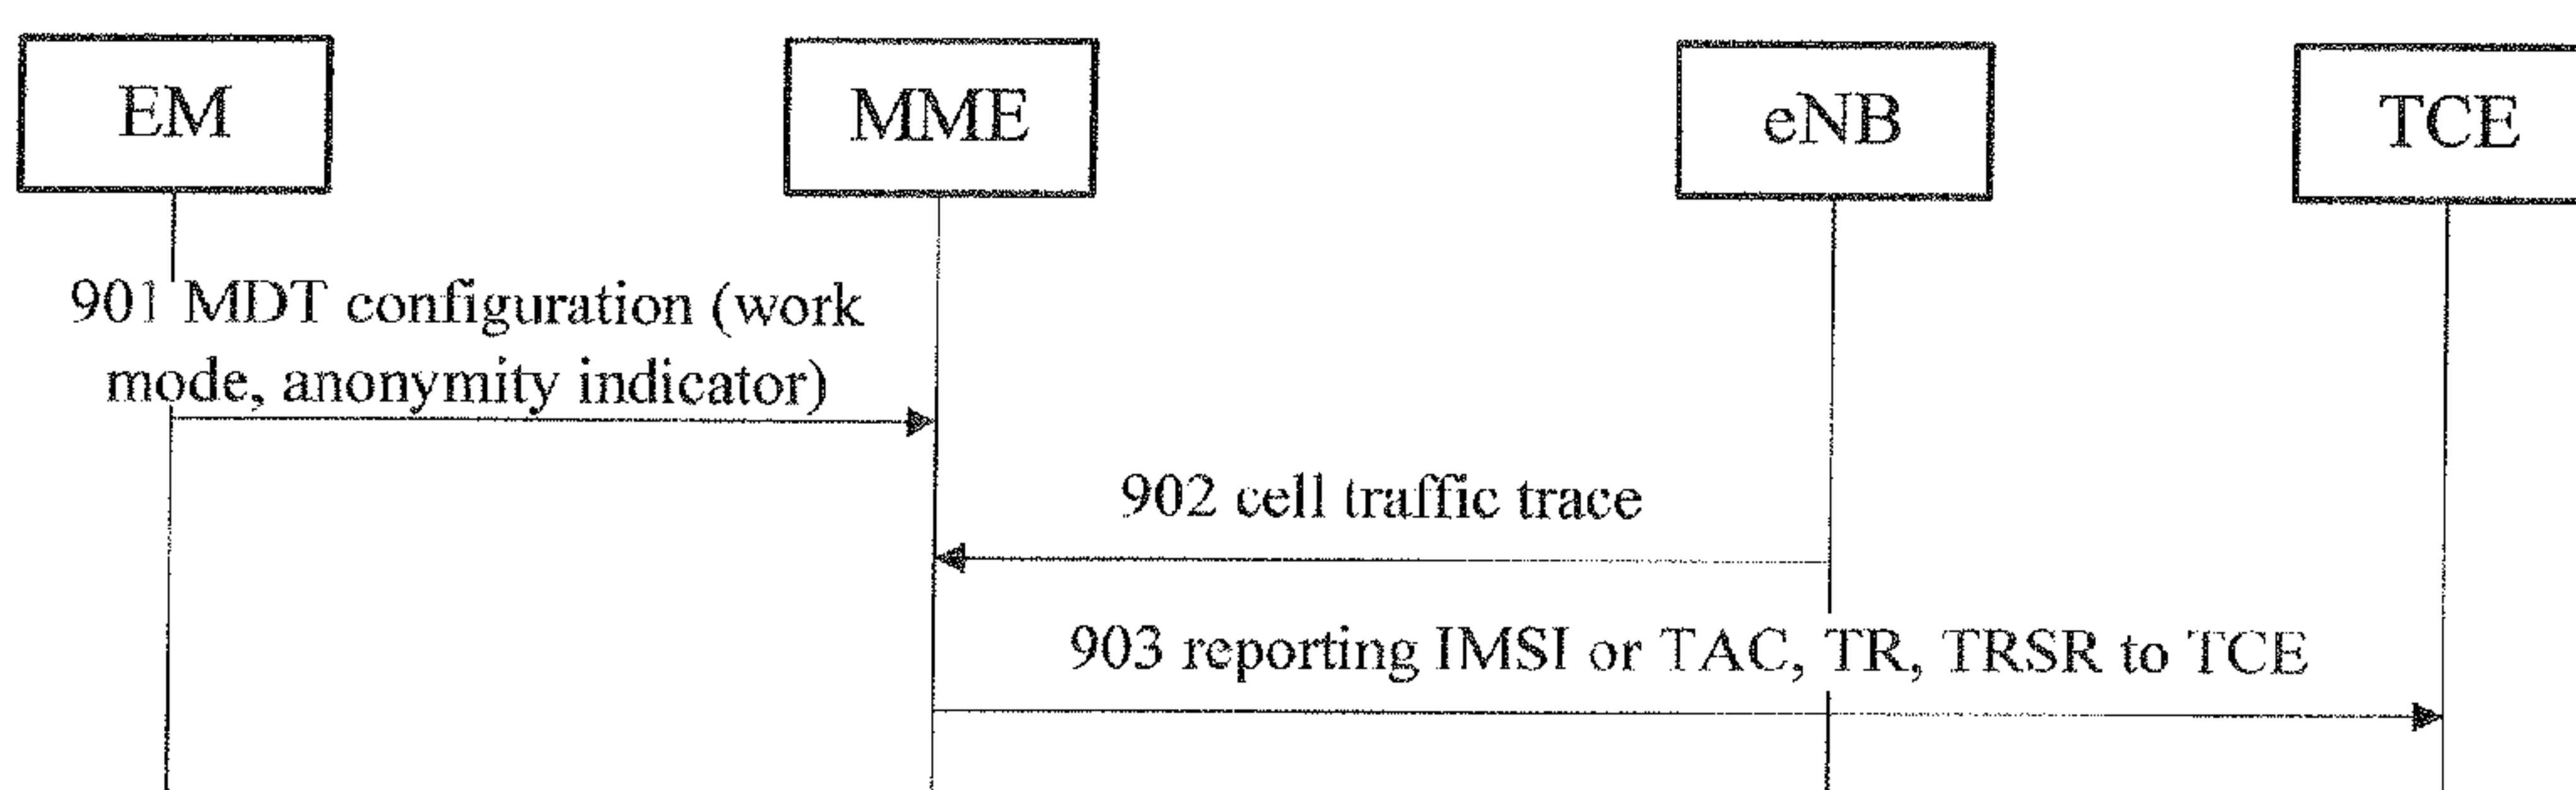 EM
MME
eNB
TCE
901 MDT configuration (work
mode, anonymity indicator)
902 cell traffic trace
903 reporting IMSI or TAC, TR, TRSR to TCE